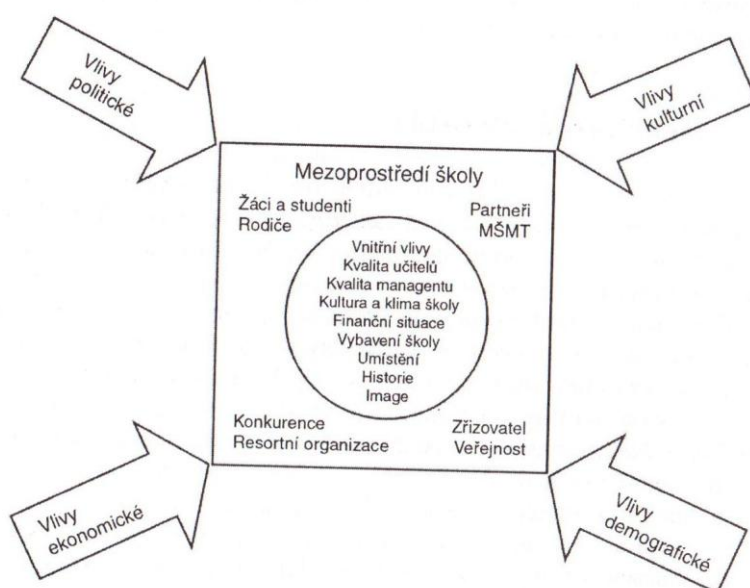 Vlivy
politické
Vlivy
kulturní
Mezoprostředí školy
Žáci a studenti
Rodiče
Partneři
MŠMT
Vnitřní vlivy
Kvalita učitelů
Kvalita managentu
Kultura a klima školy
Finanční situace
Vybavení školy
Umístění
Historie
Image
Konkurence
Resortní organizace
Zřizovatel
Veřejnost
Vlivy
ekonomické
Vlivy
demografické